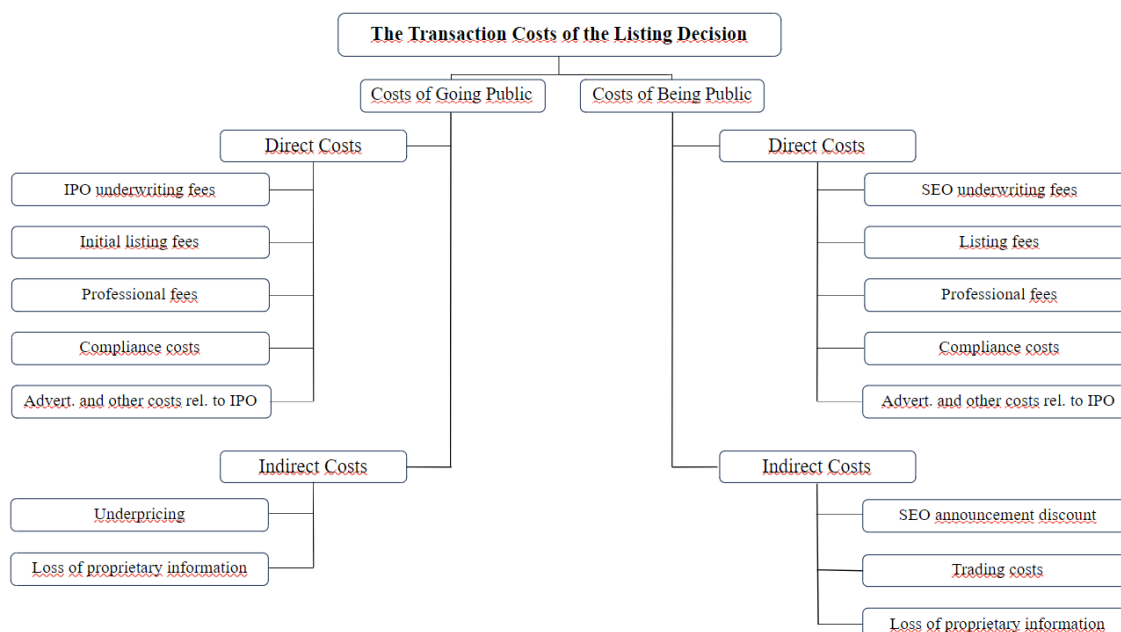 The Transaction Costs of the Listing Decision
Costs of Going Public
Costs of Being Public
Direct Costs
IPO underwriting fees
Initial listing fees
Professional fees
Compliance costs
Advert. and other costs rel. to IPO
Indirect Costs
Underpricing
Loss of proprietary information
Direct Costs
SEO underwriting fees
Listing fees
Professional fees
Compliance costs
Advert. and other costs rel. to IPO
Indirect Costs
SEO announcement discount
Trading costs
Loss of proprietary information